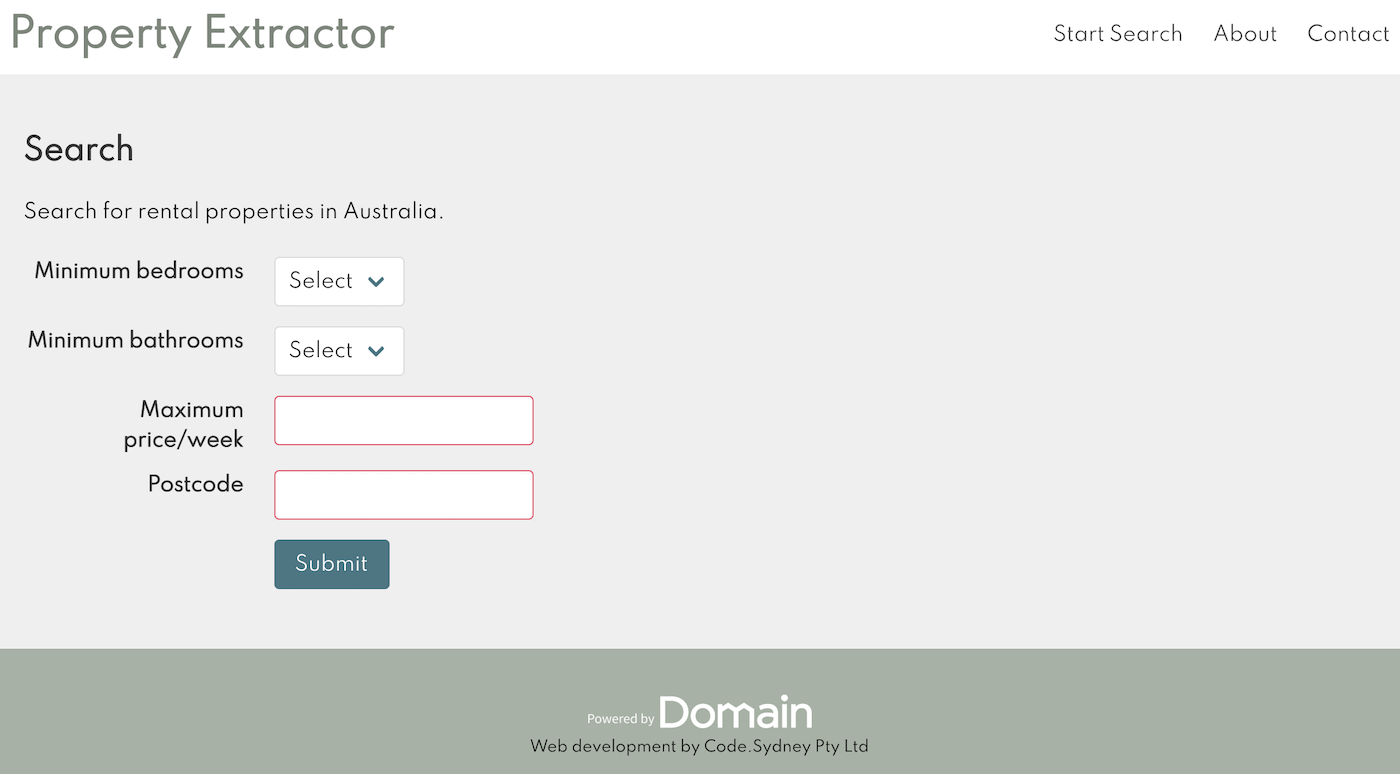 Property Extractor
Start Search About Contact
Search
Search for rental properties in Australia.
Minimum bedrooms
Select
Minimum bathrooms
Select
Maximum
price/week
Postcode
Submit
Powered by Domain
Web development by Code.Sydney Pty Ltd